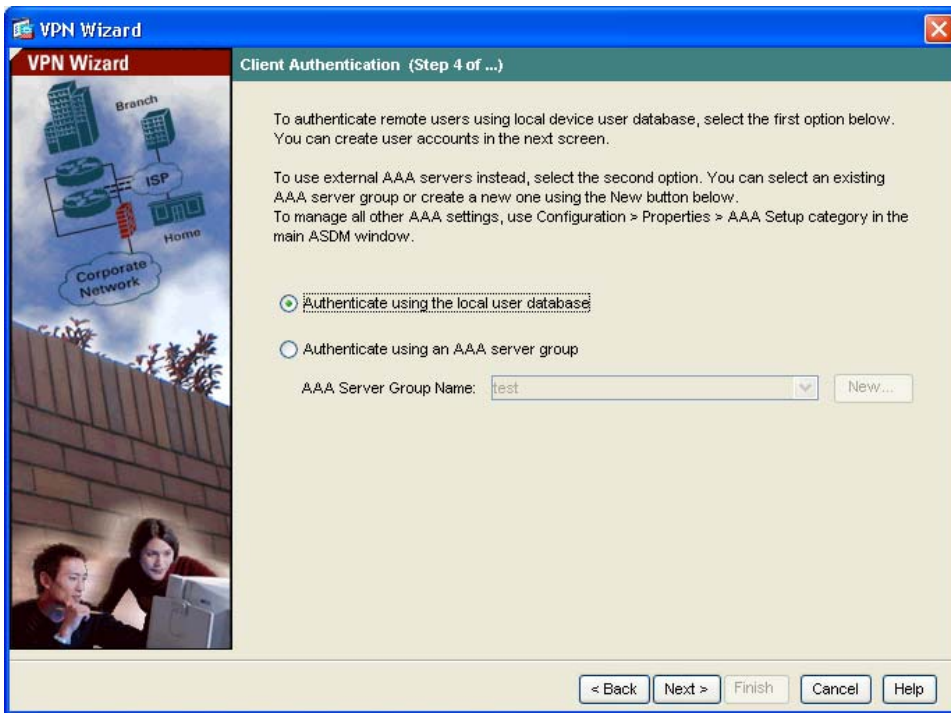 VPN Wizard
VPN Wizard
Branch
ISP
Home
Corporate
Network
Client Authentication (Step 4 of ...)
To authenticate remote users using local device user database, select the first option below.
You can create user accounts in the next screen.
To use external AAA servers instead, select the second option. You can select an existing
AAA server group or create a new one using the New button below.
To manage all other AAA settings, use Configuration > Properties > AAA Setup category in the
main ASDM window.
Authenticate using the local user database
Authenticate using an AAA server group
AAA Server Group Name: test New...
< Back Next > Finish Cancel Help